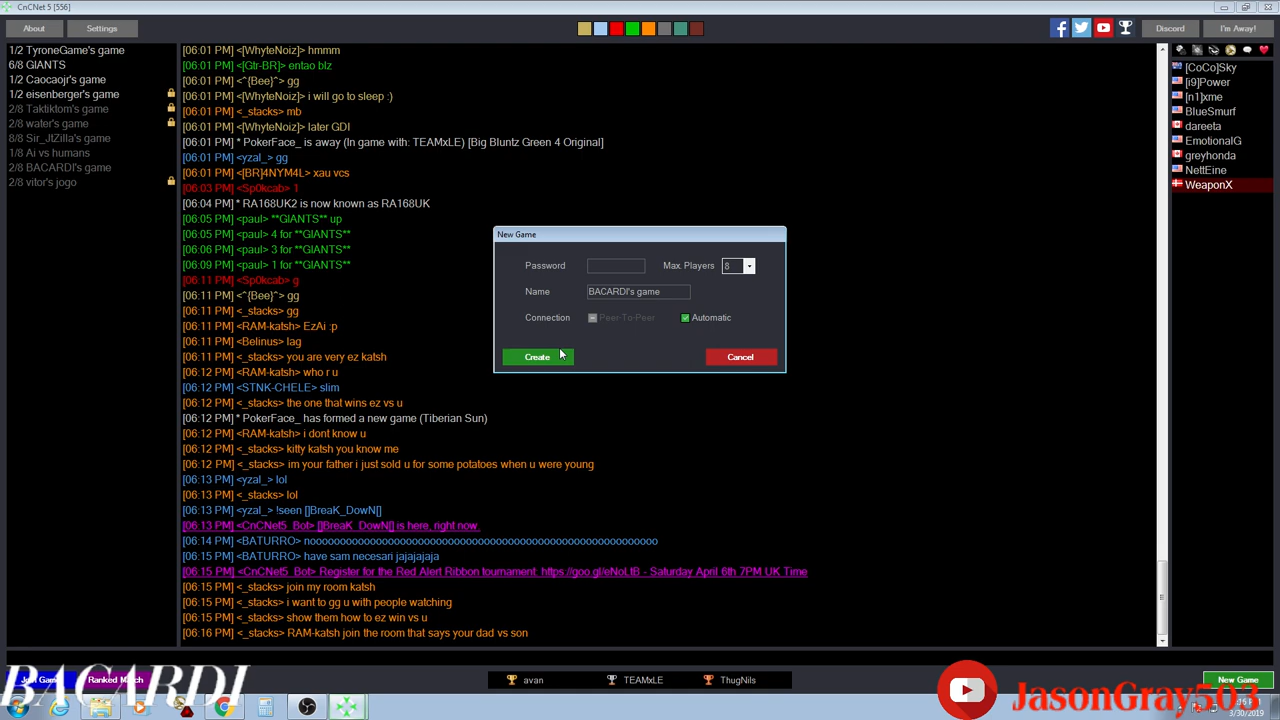 CnCNet 5 [556]
About
Settings
Discord
I'm Away!
1/2 TyroneGame's game
6/8 GIANTS
1/2 Caocaojr's game
1/2 eisenberger's game
2/8 Taktiktom's game
2/8 water's game
8/8 Sir_J!Zilla's game
1/8 Ai vs humans
2/8 BACARDI's game
2/8 vitor's jogo
[06:01 PM] <[WhyteNoiz]> hmmm
[06:01 PM] <[Gtr-BR]> entao blz
[06:01 PM] <^{Bee}^> gg
[06:01 PM] <[WhyteNoiz]> i will go to sleep :)
[06:01 PM] <_stacks> mb
[06:01 PM] <[WhyteNoiz]> later GDI
[06:01 PM] * PokerFace_ is away (In game with: TEAMxLE) [Big Bluntz Green 4 Original]
[06:01 PM] <yzal_> gg
[06:01 PM] <[BR]4NYM4L> xau vcs
[06:03 PM] <Sp0kcab> 1
[06:04 PM] * RA168UK2 is now known as RA168UK
[06:05 PM] <paul> **GIANTS** up
[06:05 PM] <paul> 4 for **GIANTS**
[06:06 PM] <paul> 3 for **GIANTS**
[06:09 PM] <paul> 1 for **GIANTS**
[06:11 PM] <Sp0kcab> g
[06:11 PM] <^{Bee}^> gg
[06:11 PM] <_stacks> gg
[06:11 PM] <RAM-katsh> EzAi :p
[06:11 PM] <Belinus> lag
[06:11 PM] <_stacks> you are very ez katsh
[06:12 PM] <RAM-katsh> who r u
[06:12 PM] <STNK-CHELE> slim
[06:12 PM] <_stacks> the one that wins ez vs u
[06:12 PM] * PokerFace_ has formed a new game (Tiberian Sun)
[06:12 PM] <RAM-katsh> i dont know u
[06:12 PM] <_stacks> kitty katsh you know me
[06:12 PM] <_stacks> im your father i just sold u for some potatoes when u were young
[06:13 PM] <yzal_> lol
[06:13 PM] <_stacks> lol
[06:13 PM] <yzal_> !seen []BreaK_DowN[]
[06:13 PM] <CnCNet5_Bot> []BreaK_DowN[] is here, right now.
[06:14 PM] <BATURRO> nooooooooooooooooooooooooooooooooooooooooooooooooooooooooooo
[06:15 PM] <BATURRO> have sam necesari jajajajaja
[06:15 PM] <CnCNet5_Bot> Register for the Red Alert Ribbon tournament: https://goo.gl/eNoLtB - Saturday April 6th 7PM UK Time
[06:15 PM] <_stacks> join my room katsh
[06:15 PM] <_stacks> i want to gg u with people watching
[06:15 PM] <_stacks> show them how to ez win vs u
[06:16 PM] <_stacks> RAM-katsh join the room that says your dad vs son
New Game
Password
Max. Players 8
Name BACARDI's game
Connection Peer-To-Peer Automatic
Create
Cancel
[CoCo]Sky
[i9]Power
[n1]xme
BlueSmurf
dareeta
EmotionalG
greyhonda
NettEine
WeaponX
Ranked Match
avan
TEAMxLE
ThugNils
New Game
BACARDI
JasonGray503
3/30/2019